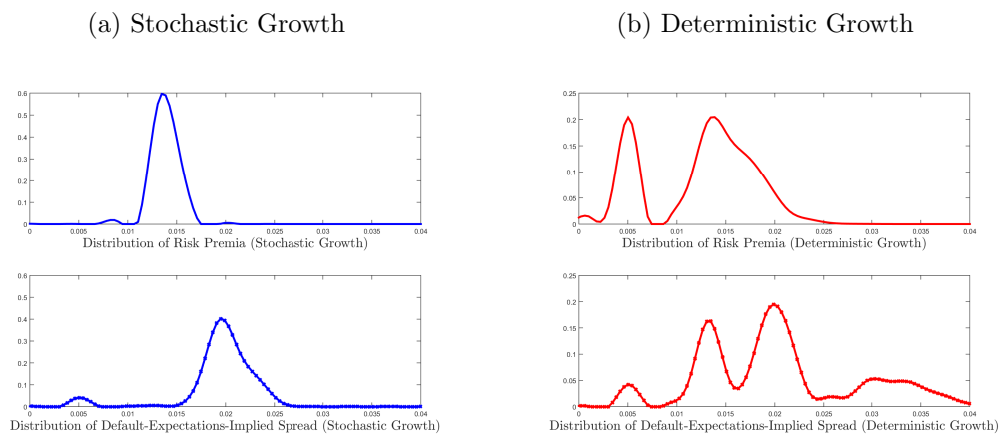 (a) Stochastic Growth
(b) Deterministic Growth
0.6
0.5
0.4
0.3
0.2
0.1
0
0 0.005 0.01 0.015 0.02 0.025 0.03 0.035 0.04
Distribution of Risk Premia (Stochastic Growth)
0.25
0.2
0.15
0.1
0.05
0
0 0.005 0.01 0.015 0.02 0.025 0.03 0.035 0.04
Distribution of Risk Premia (Deterministic Growth)
0.6
0.5
0.4
0.3
0.2
0.1
0
0 0.005 0.01 0.015 0.02 0.025 0.03 0.035 0.04
Distribution of Default-Expectations-Implied Spread (Stochastic Growth)
0.25
0.2
0.15
0.1
0.05
0
0 0.005 0.01 0.015 0.02 0.025 0.03 0.035 0.04
Distribution of Default-Expectations-Implied Spread (Deterministic Growth)